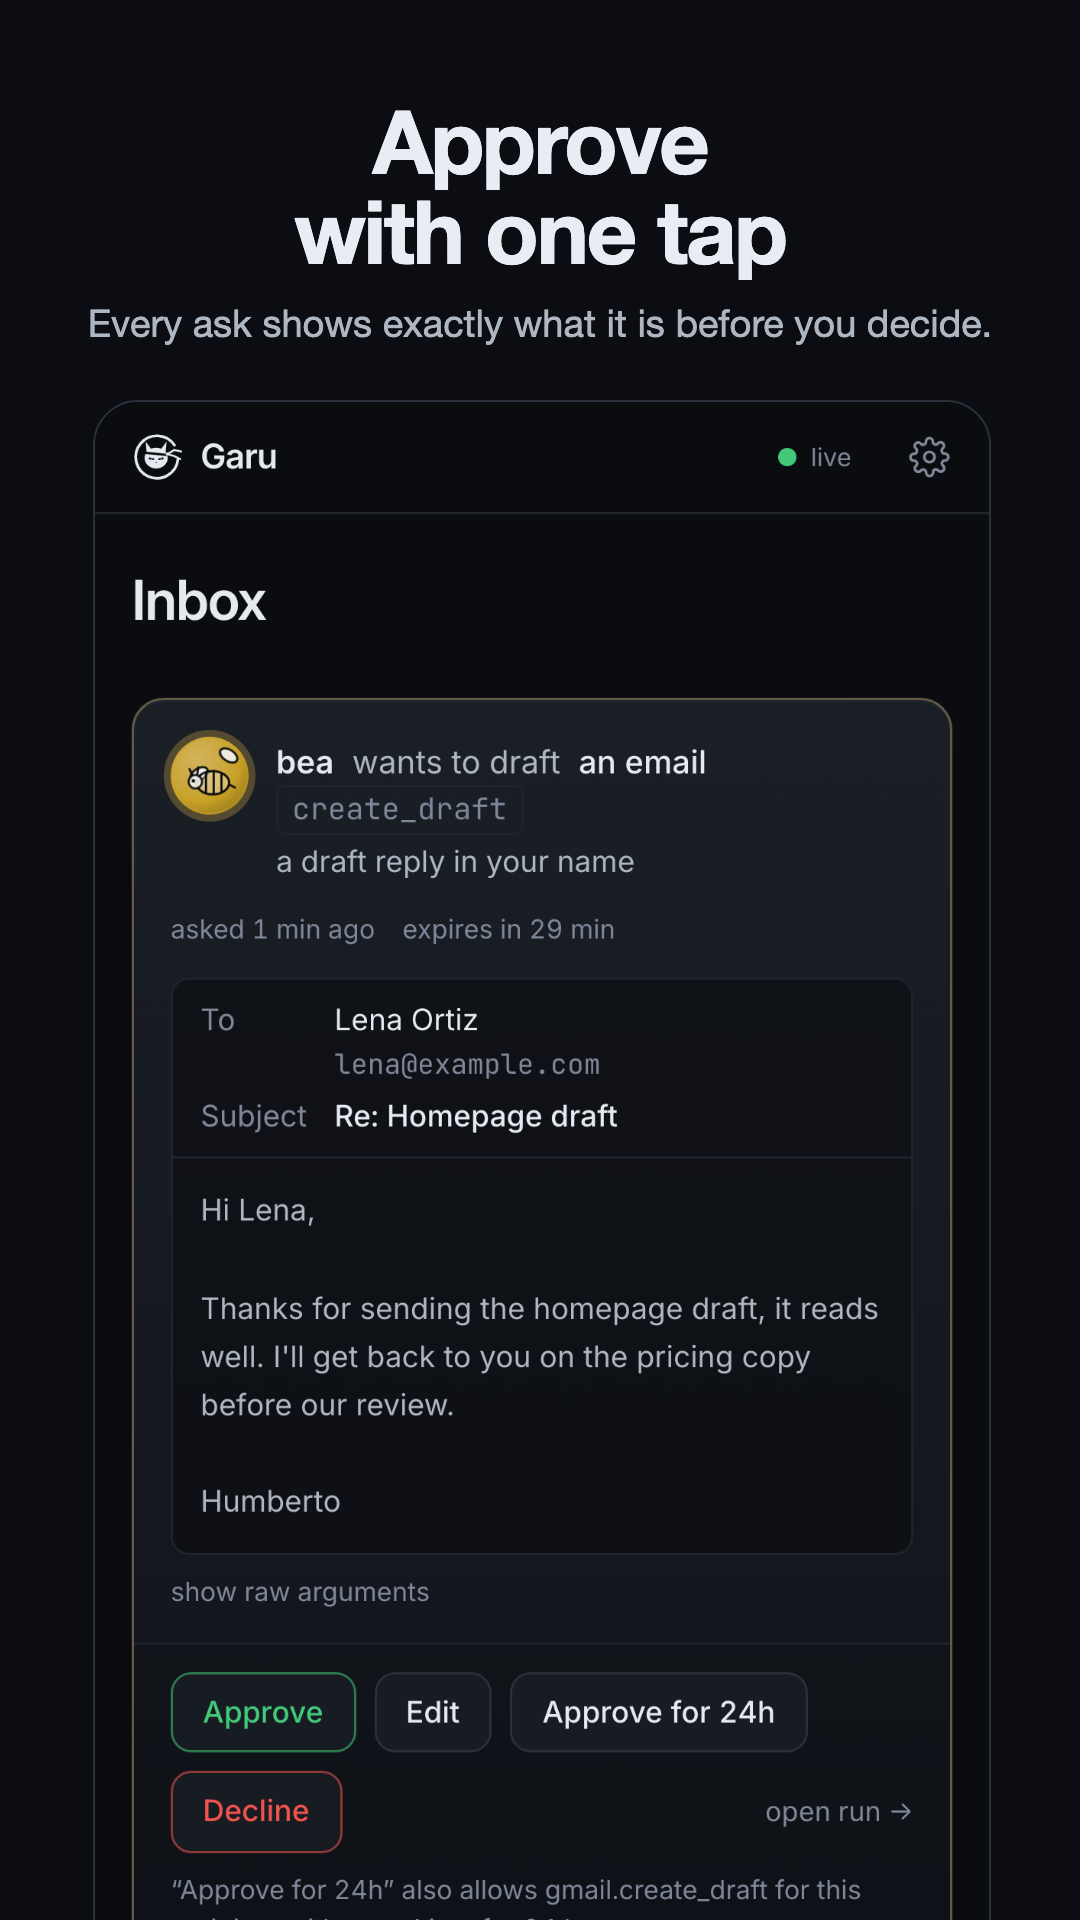 Approve
with one tap
Every ask shows exactly what it is before you decide.
Garu
live
Inbox
bea wants to draft an email
create_draft
a draft reply in your name
asked 1 min ago expires in 29 min
To Lena Ortiz
lena@example.com
Subject Re: Homepage draft
Hi Lena,
Thanks for sending the homepage draft, it reads
well. I'll get back to you on the pricing copy
before our review.
Humberto
show raw arguments
Approve Edit Approve for 24h
Decline open run →
“Approve for 24h” also allows gmail.create_draft for this